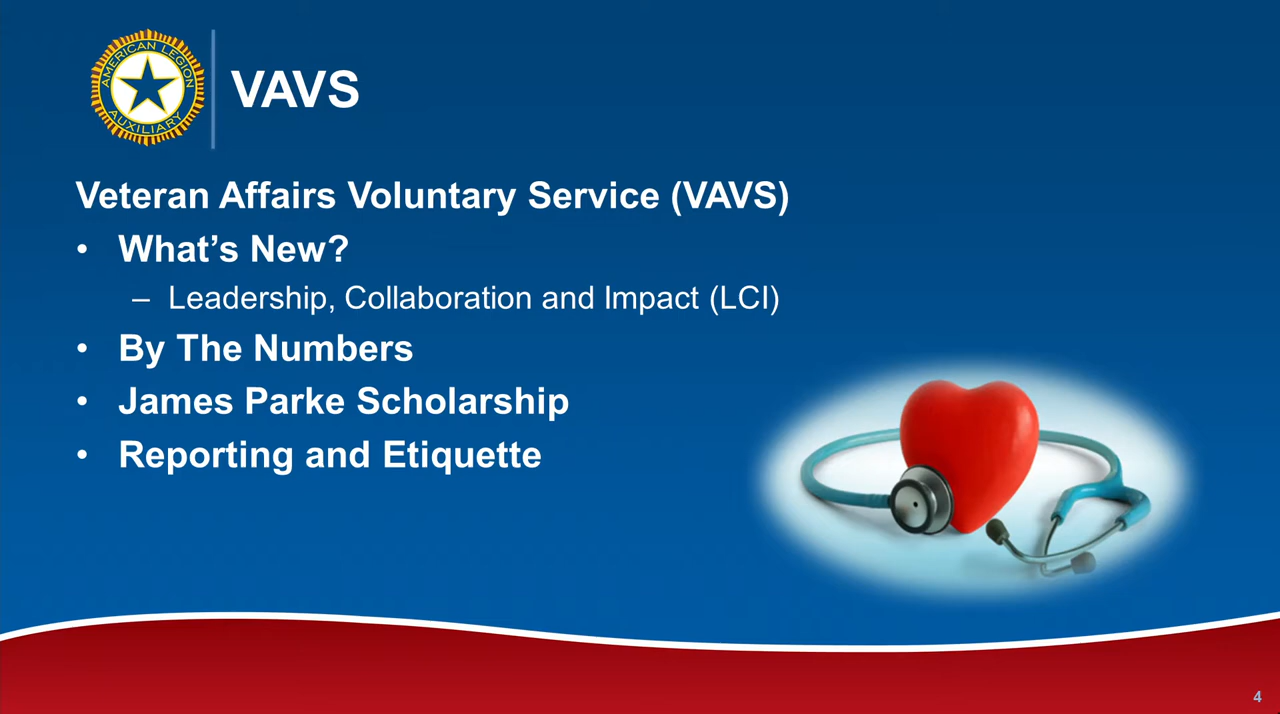 AMERICAN LEGION
AUXILIARY
VAVS
Veteran Affairs Voluntary Service (VAVS)
• What’s New?
– Leadership, Collaboration and Impact (LCI)
• By The Numbers
• James Parke Scholarship
• Reporting and Etiquette
4